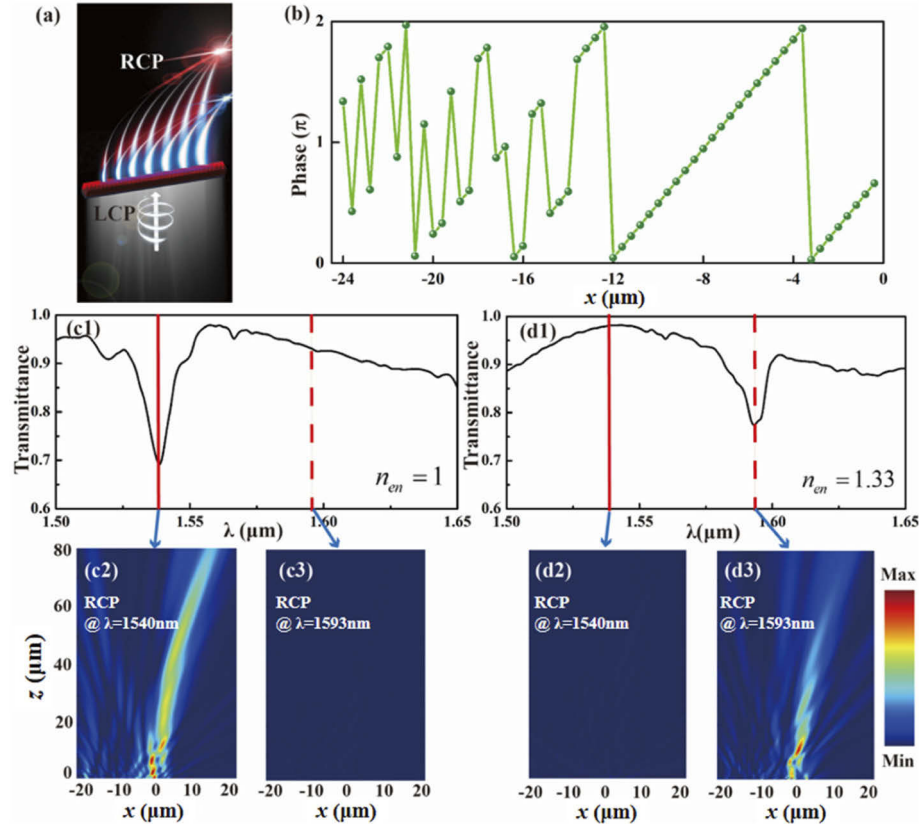 (a)
RCP
LCP
(b)
Phase (π)
2
1
0
-24 -20 -16 -12 -8 -4 0
x (μm)
(c1)
Transmittance
1.0
0.9
0.8
0.7
0.6
n_en = 1
1.50 1.55 1.60 1.65
λ (μm)
(d1)
Transmittance
1.0
0.9
0.8
0.7
0.6
n_en = 1.33
1.50 1.55 1.60 1.65
λ(μm)
(c2)
RCP
@ λ=1540nm
z (μm)
80
60
40
20
0
-20 -10 0 10 20
x (μm)
(c3)
RCP
@ λ=1593nm
-20 -10 0 10 20
x (μm)
(d2)
RCP
@ λ=1540nm
-20 -10 0 10 20
x (μm)
(d3)
RCP
@ λ=1593nm
-20 -10 0 10 20
x (μm)
Max
Min